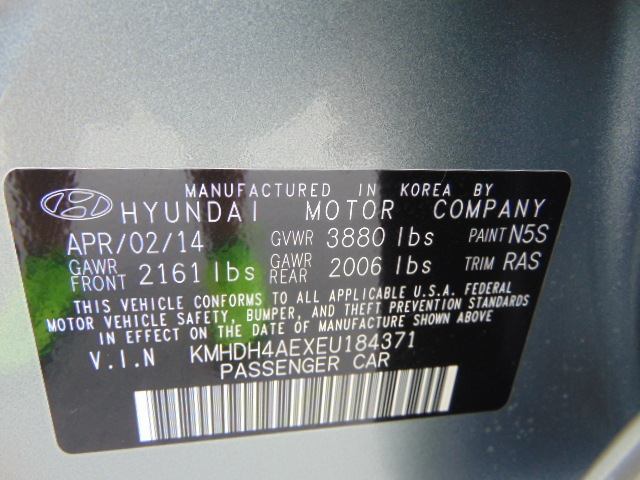 MANUFACTURED IN KOREA BY
HYUNDAI MOTOR COMPANY
APR/02/14 GVWR 3880 lbs PAINT N5S
GAWR FRONT 2161 lbs GAWR REAR 2006 lbs TRIM RAS
THIS VEHICLE CONFORMS TO ALL APPLICABLE U.S.A. FEDERAL
MOTOR VEHICLE SAFETY, BUMPER, AND THEFT PREVENTION STANDARDS
IN EFFECT ON THE DATE OF MANUFACTURE SHOWN ABOVE
V.I.N KMHDH4AEXEU184371
PASSENGER CAR